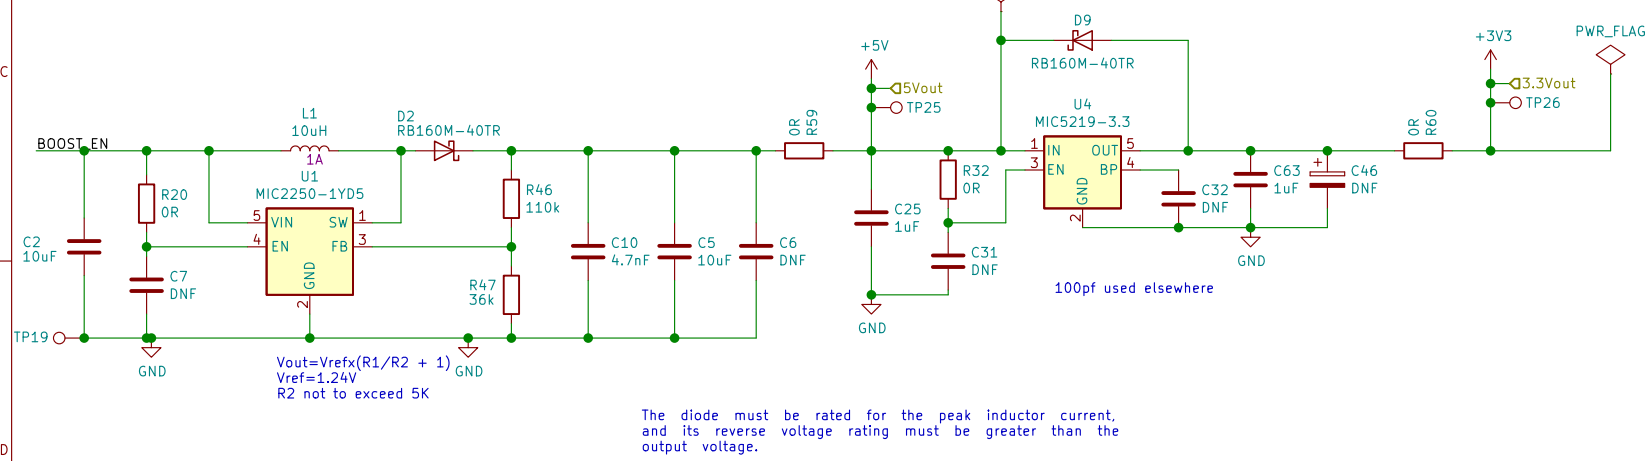 C
D9
RB160M-40TR
+5V
5Vout
TP25
+3V3
PWR_FLAG
3.3Vout
TP26
BOOST_EN
L1
10uH
1A
D2
RB160M-40TR
0R
R59
U4
MIC5219-3.3
1 IN OUT 5
3 EN BP 4
GND
2
0R
R60
U1
MIC2250-1YD5
5 VIN SW 1
4 EN FB 3
GND
2
R20
0R
R46
110k
R32
0R
C2
10uF
C7
DNF
R47
36k
C10
4.7nF
C5
10uF
C6
DNF
C25
1uF
C31
DNF
C32
DNF
C63
1uF
+
C46
DNF
GND
100pf used elsewhere
GND
TP19
GND
GND
Vout=Vrefx(R1/R2 + 1)
Vref=1.24V
R2 not to exceed 5K
The diode must be rated for the peak inductor current,
and its reverse voltage rating must be greater than the
output voltage.
D